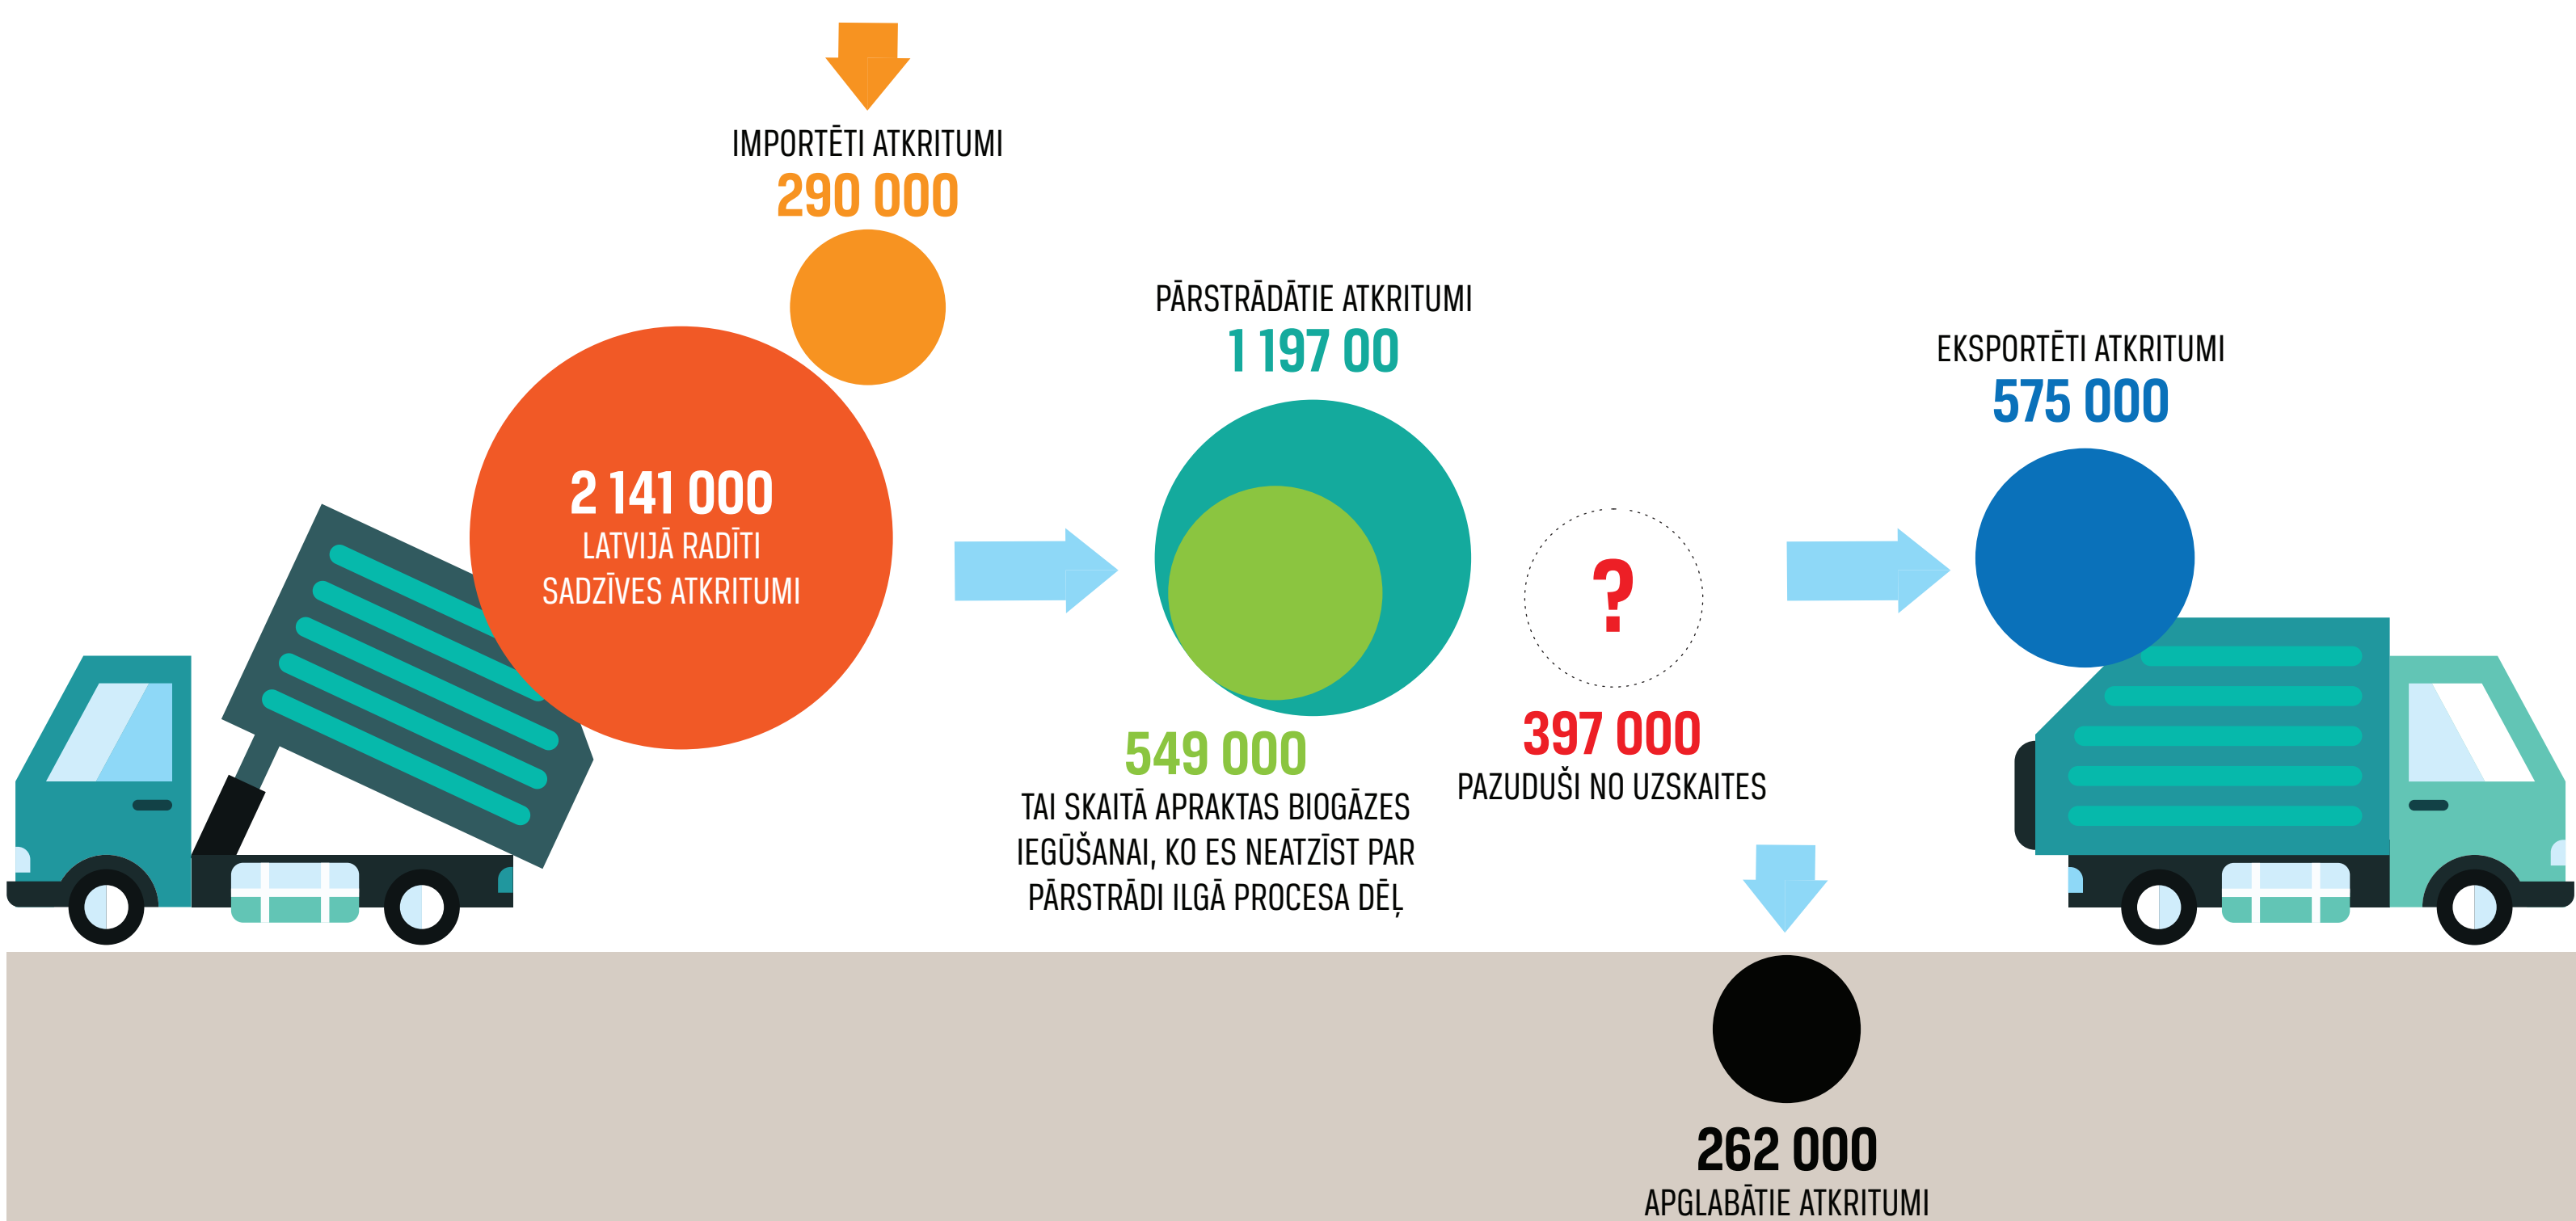 IMPORTĒTI ATKRITUMI
290 000
2 141 000
LATVIJĀ RADĪTI
SADZĪVES ATKRITUMI
PĀRSTRĀDĀTIE ATKRITUMI
1 197 00
549 000
TAI SKAITĀ APRAKTAS BIOGĀZES
IEGŪŠANAI, KO ES NEATZĪST PAR
PĀRSTRĀDI ILGĀ PROCESA DĒĻ
?
397 000
PAZUDUŠI NO UZSKAITES
EKSPORTĒTI ATKRITUMI
575 000
262 000
APGLABĀTIE ATKRITUMI